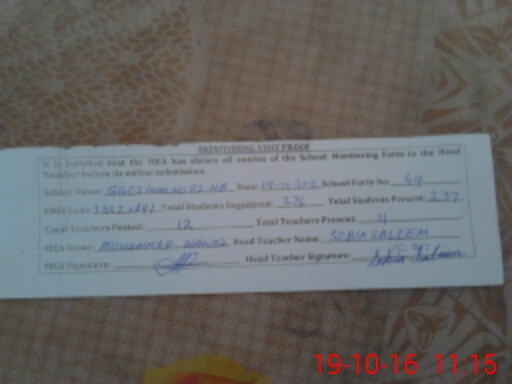 MONITORING VISIT PROOF
It is certified that the MEA has shown all entries of the School Monitoring Form to the Head
Teacher before its online submission.
School Name: GGPS Date: 19-10-2016 School Form No: 49
EMIS Code: Total Students Registered: 276 Total Students Present: 237
Total Teachers Posted: 12 Total Teachers Present: 11
MEA Name: MUHAMMAD NAWAZ Head Teacher Name: SOBIA SALEEM
MEA Signature: Head Teacher Signature:
19-10-16 11:15